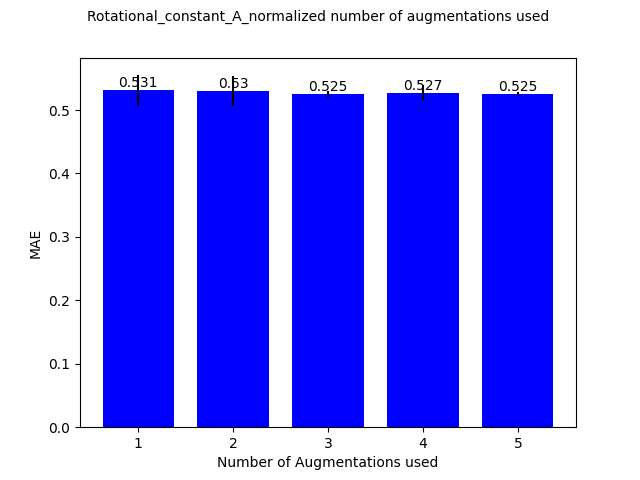 Rotational_constant_A_normalized number of augmentations used
0.531
0.53
0.525
0.527
0.525
0.5
0.4
0.3
0.2
0.1
0.0
MAE
1 2 3 4 5
Number of Augmentations used